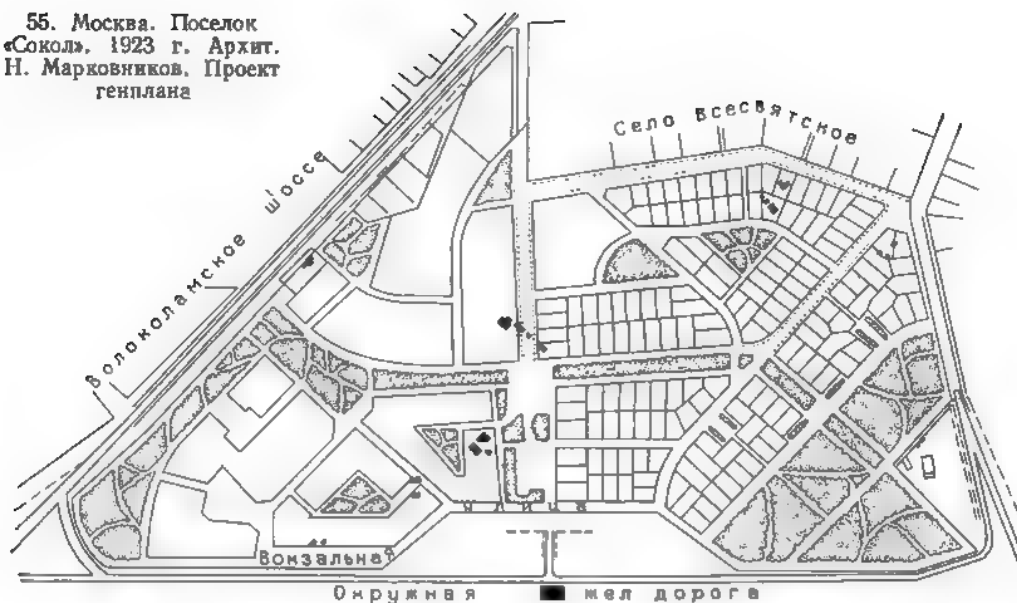 55. Москва. Поселок
«Сокол». 1923 г. Архит.
Н. Марковников. Проект
генплана
Село Всесвятское
Волоколамское шоссе
Вокзальная улица
Окружная жел дорога